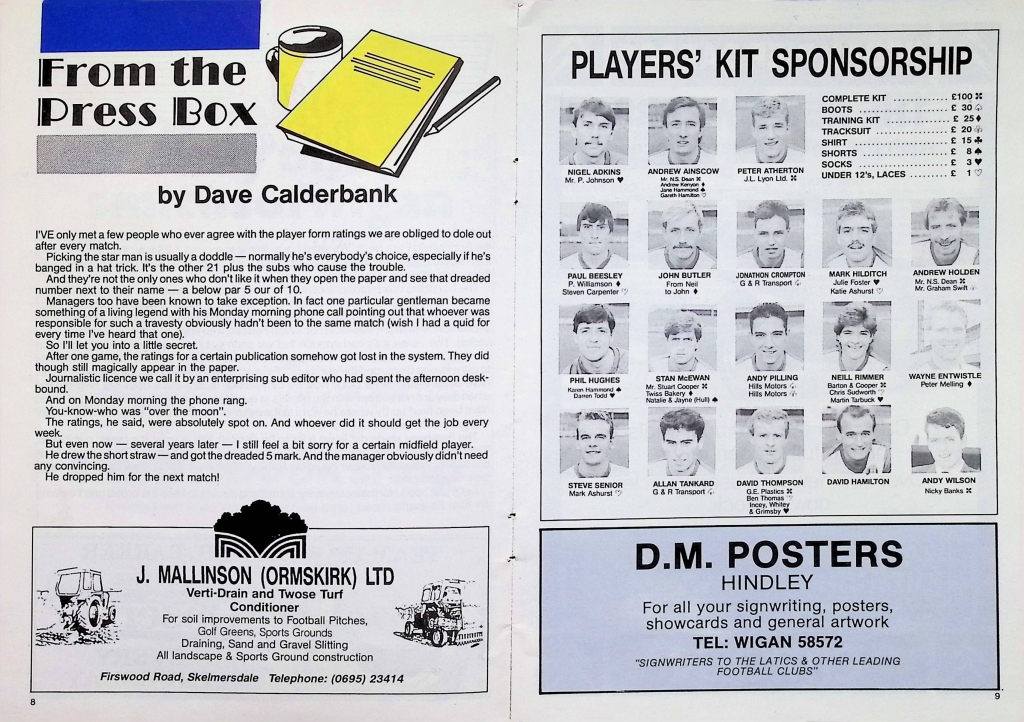 From the
Press Box
by Dave Calderbank
I'VE only met a few people who ever agree with the player form ratings we are obliged to dole out
after every match.
Picking the star man is usually a doddle — normally he's everybody's choice, especially if he's
banged in a hat trick. It's the other 21 plus the subs who cause the trouble.
And they're not the only ones who don't like it when they open the paper and see that dreaded
number next to their name — a below par 5 our of 10.
Managers too have been known to take exception. In fact one particular gentleman became
something of a living legend with his Monday morning phone call pointing out that whoever was
responsible for such a travesty obviously hadn't been to the same match (wish I had a quid for
every time I've heard that one).
So I'll let you into a little secret.
After one game, the ratings for a certain publication somehow got lost in the system. They did
though still magically appear in the paper.
Journalistic licence we call it by an enterprising sub editor who had spent the afternoon desk-
bound.
And on Monday morning the phone rang.
You-know-who was "over the moon".
The ratings, he said, were absolutely spot on. And whoever did it should get the job every
week.
But even now — several years later — I still feel a bit sorry for a certain midfield player.
He drew the short straw — and got the dreaded 5 mark. And the manager obviously didn't need
any convincing.
He dropped him for the next match!
J. MALLINSON (ORMSKIRK) LTD
Verti-Drain and Twose Turf
Conditioner
For soil improvements to Football Pitches,
Golf Greens, Sports Grounds
Draining, Sand and Gravel Slitting
All landscape & Sports Ground construction
Firswood Road, Skelmersdale Telephone: (0695) 23414
8
PLAYERS' KIT SPONSORSHIP
COMPLETE KIT ............. £100 ⌘
BOOTS ........................ £ 30 ♤
TRAINING KIT ............... £ 25 ♦
TRACKSUIT .................. £ 20 ♧
SHIRT ......................... £ 15 ♣
SHORTS ...................... £ 8 ♠
SOCKS ........................ £ 3 ♥
UNDER 12's, LACES ......... £ 1 ♡
NIGEL ADKINS
Mr. P. Johnson ♥
ANDREW AINSCOW
Mr. N.S. Dean ⌘
Andrew Kenyon ♦
Jane Hammond ♠
Gareth Hamilton ♡
PETER ATHERTON
J.L. Lyon Ltd. ⌘
PAUL BEESLEY
P. Williamson ♦
Steven Carpenter ♡
JOHN BUTLER
From Neil
to John ♦
JONATHON CROMPTON
G & R Transport ♤
MARK HILDITCH
Julie Foster ♥
Katie Ashurst ♡
ANDREW HOLDEN
Mr. N.S. Dean ⌘
Mr. Graham Swift ♧
PHIL HUGHES
Karen Hammond ♠
Darren Todd ♥
STAN McEWAN
Mr. Stuart Cooper ⌘
Twiss Bakery ♦
Natalie & Jayne (Hull) ♠
ANDY PILLING
Hills Motors ♤
Hills Motors ♧
NEILL RIMMER
Barton & Cooper ⌘
Chris Sudworth ♡
Martin Tarbuck ♥
WAYNE ENTWISTLE
Peter Melling ♦
STEVE SENIOR
Mark Ashurst ♡
ALLAN TANKARD
G & R Transport ♤
DAVID THOMPSON
G.E. Plastics ⌘
Ben Thomas ♡
Incey, Whitey
& Grimsby ♥
DAVID HAMILTON
ANDY WILSON
Nicky Banks ⌘
D.M. POSTERS
HINDLEY
For all your signwriting, posters,
showcards and general artwork
TEL: WIGAN 58572
"SIGNWRITERS TO THE LATICS & OTHER LEADING
FOOTBALL CLUBS"
9